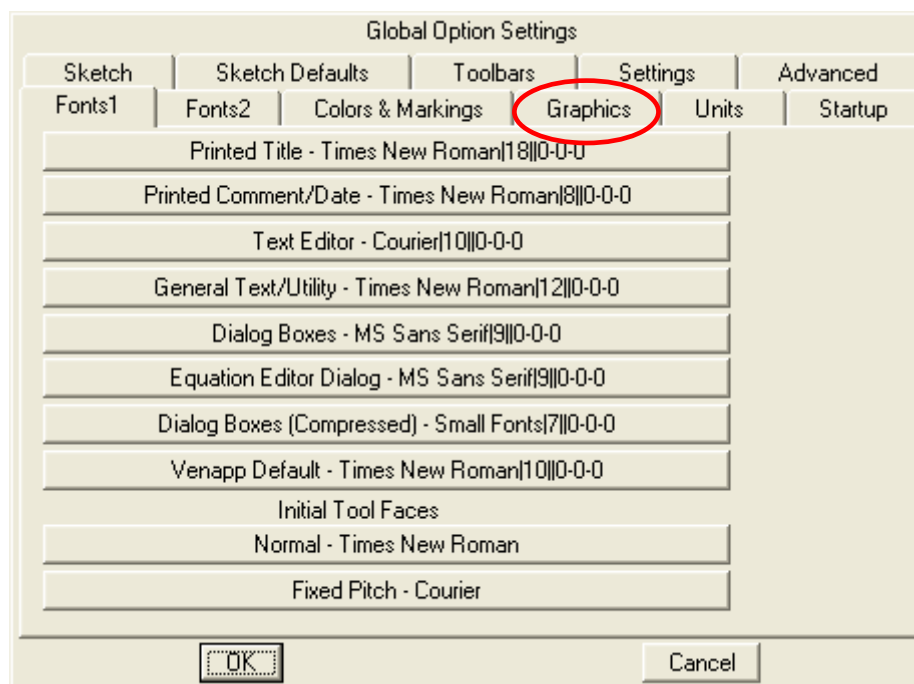 Global Option Settings
Sketch Sketch Defaults Toolbars Settings Advanced
Fonts1 Fonts2 Colors & Markings Graphics Units Startup
Printed Title - Times New Roman|18||0-0-0
Printed Comment/Date - Times New Roman|8||0-0-0
Text Editor - Courier|10||0-0-0
General Text/Utility - Times New Roman|12||0-0-0
Dialog Boxes - MS Sans Serif|9||0-0-0
Equation Editor Dialog - MS Sans Serif|9||0-0-0
Dialog Boxes (Compressed) - Small Fonts|7||0-0-0
Venapp Default - Times New Roman|10||0-0-0
Initial Tool Faces
Normal - Times New Roman
Fixed Pitch - Courier
OK Cancel